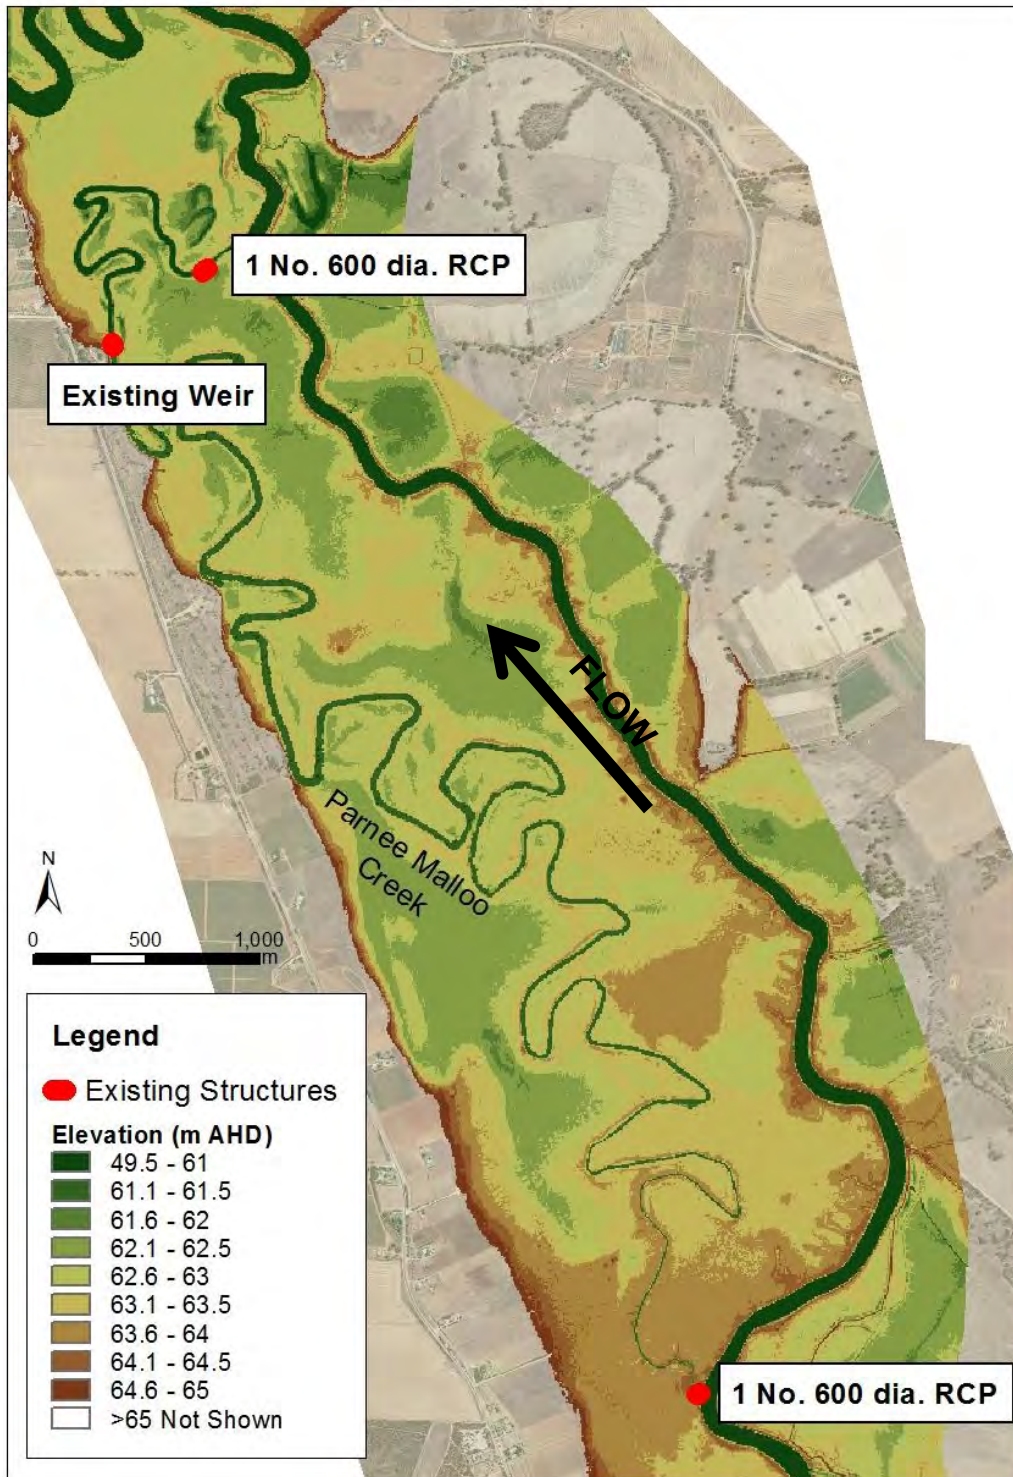 1 No. 600 dia. RCP
Existing Weir
FLOW
Parnee Malloo
Creek
N
0 500 1,000
m
Legend
Existing Structures
Elevation (m AHD)
49.5 - 61
61.1 - 61.5
61.6 - 62
62.1 - 62.5
62.6 - 63
63.1 - 63.5
63.6 - 64
64.1 - 64.5
64.6 - 65
>65 Not Shown
1 No. 600 dia. RCP